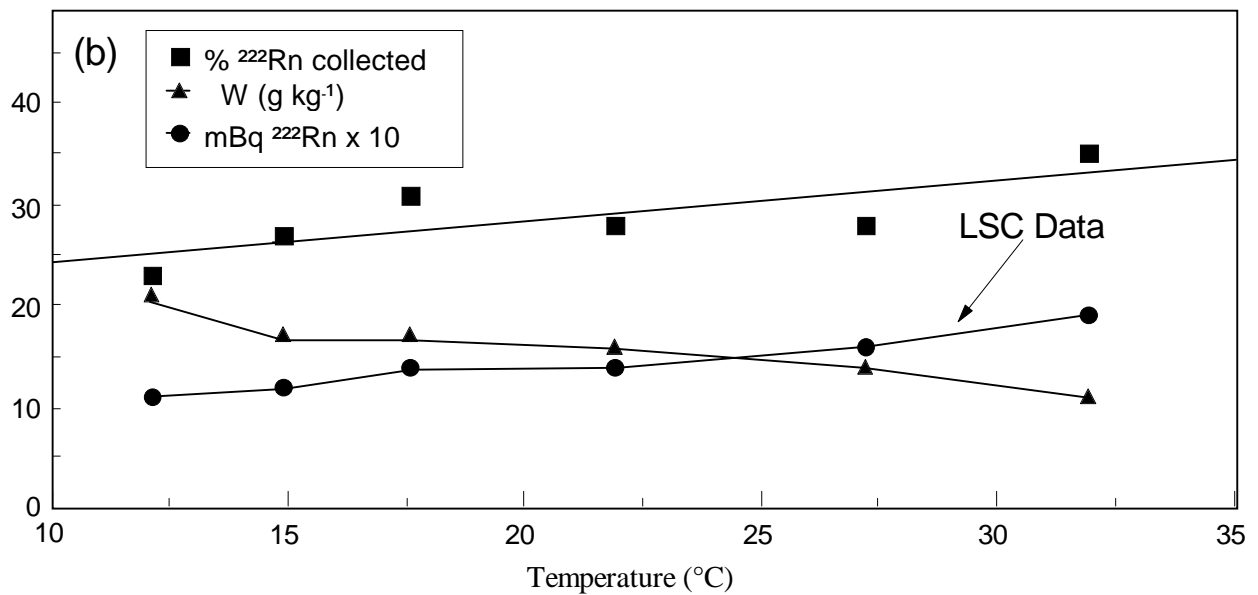 (b)
% ²²²Rn collected
W (g kg⁻¹)
mBq ²²²Rn x 10
LSC Data
40
30
20
10
0
10 15 20 25 30 35
Temperature (°C)